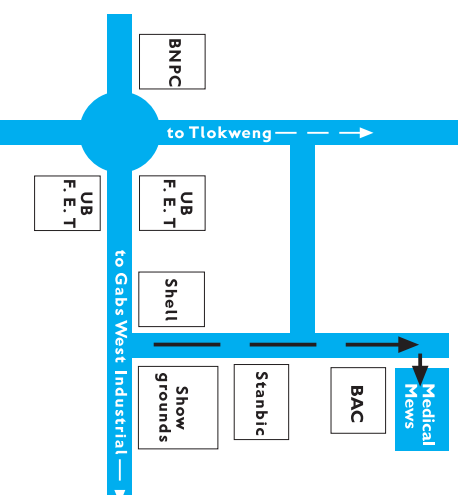 BNPC
to Tlokweng
UB
F. E. T
UB
F. E. T
to Gabs West Industrial
Shell
Show
grounds
Stanbic
BAC
Medical
Mews